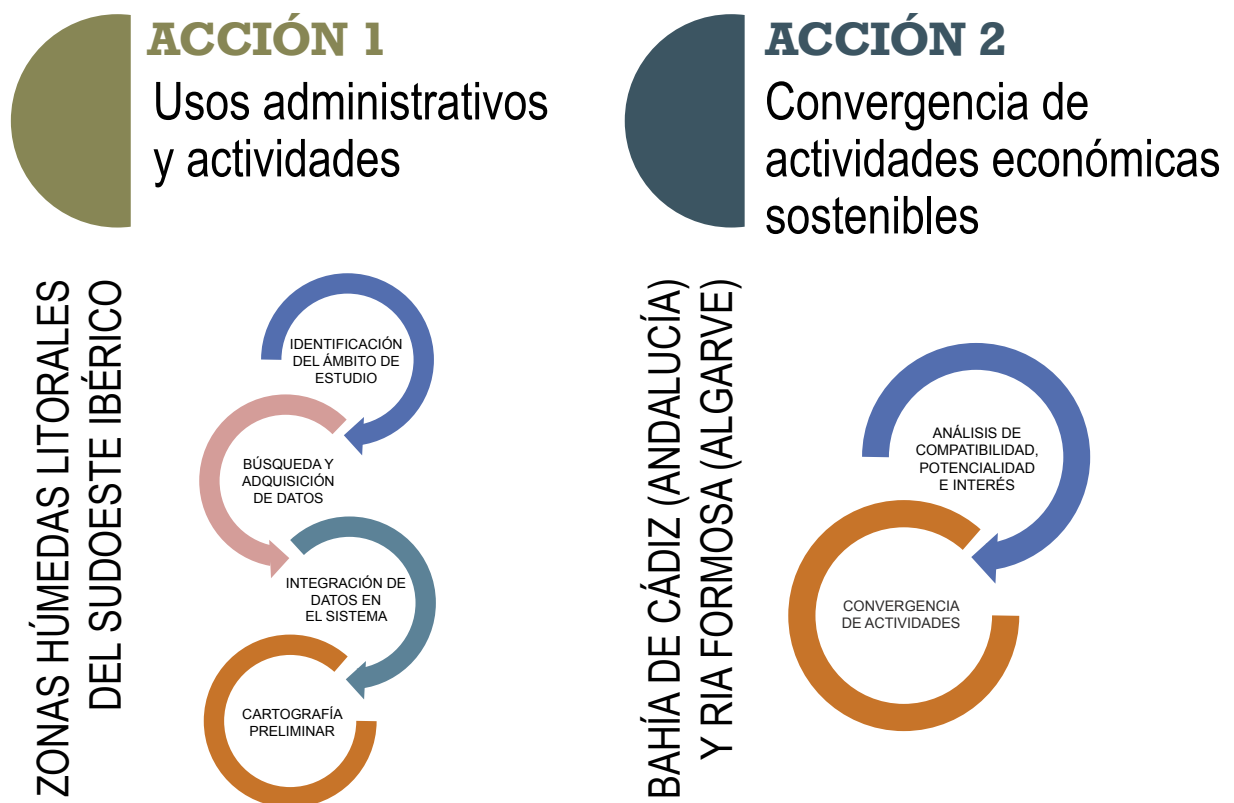 ACCIÓN 1
Usos administrativos
y actividades
ZONAS HÚMEDAS LITORALES
DEL SUDOESTE IBÉRICO
IDENTIFICACIÓN
DEL ÁMBITO DE
ESTUDIO
BÚSQUEDA Y
ADQUISICIÓN
DE DATOS
INTEGRACIÓN DE
DATOS EN
EL SISTEMA
CARTOGRAFÍA
PRELIMINAR
ACCIÓN 2
Convergencia de
actividades económicas
sostenibles
BAHÍA DE CÁDIZ (ANDALUCÍA)
Y RIA FORMOSA (ALGARVE)
ANÁLISIS DE
COMPATIBILIDAD,
POTENCIALIDAD
E INTERÉS
CONVERGENCIA
DE ACTIVIDADES